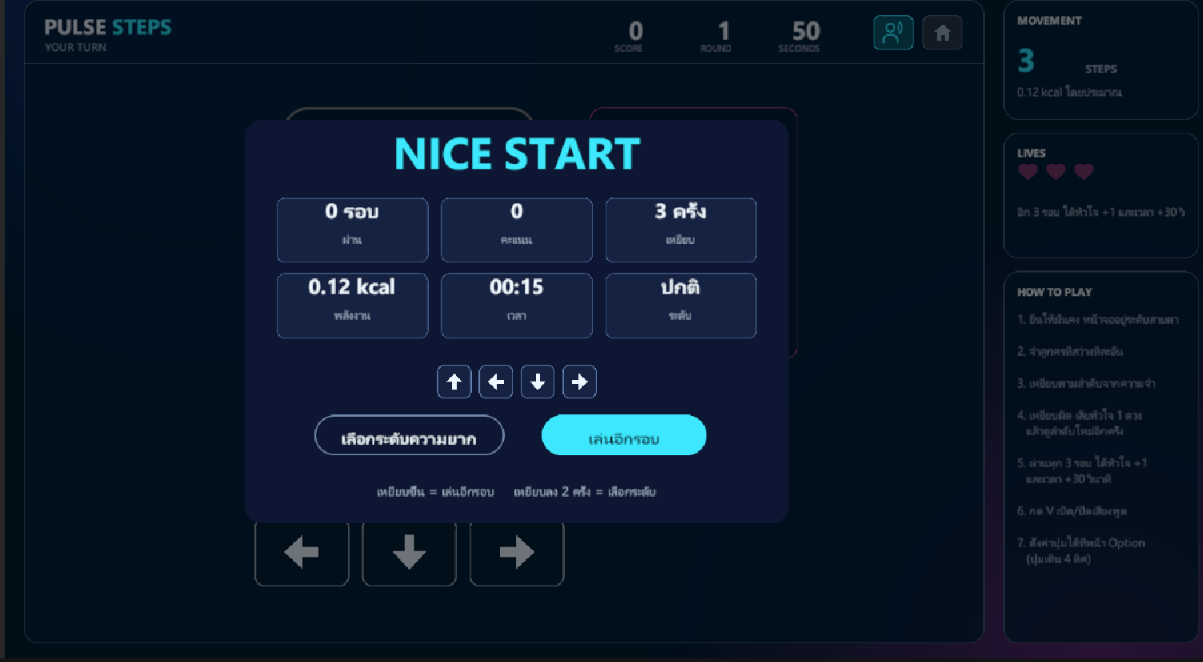 PULSE STEPS
YOUR TURN
0
SCORE
1
ROUND
50
SECONDS
NICE START
0 รอบ
ผ่าน
0
คะแนน
3 ครั้ง
เหยียบ
0.12 kcal
พลังงาน
00:15
เวลา
ปกติ
ระดับ
เลือกระดับความยาก
เล่นอีกรอบ
เหยียบขึ้น = เล่นอีกรอบ เหยียบลง 2 ครั้ง = เลือกระดับ
MOVEMENT
3 STEPS
0.12 kcal โดยประมาณ
LIVES
อีก 3 รอบ ได้หัวใจ +1 และเวลา +30 วิ
HOW TO PLAY
1. ยืนให้มั่นคง หน้าจออยู่ระดับสายตา
2. จำลูกศรที่สว่างทีละอัน
3. เหยียบตามลำดับจากความจำ
4. เหยียบผิด เสียหัวใจ 1 ดวง
แล้วดูลำดับใหม่อีกครั้ง
5. ผ่านทุก 3 รอบ ได้หัวใจ +1
และเวลา +30 วินาที
6. กด V เปิด/ปิดเสียงพูด
7. ตั้งค่าปุ่มได้ที่หน้า Option
(ปุ่มเดิน 4 ทิศ)